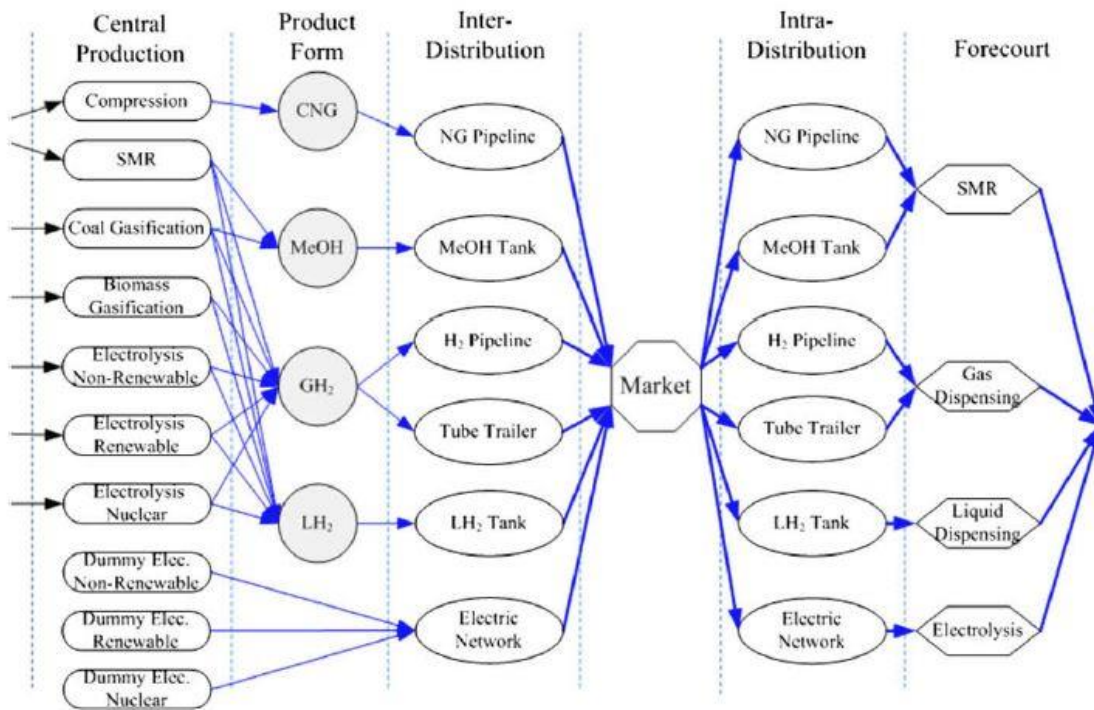 Central
Production
Product
Form
Inter-
Distribution
Intra-
Distribution
Forecourt
Compression
SMR
Coal Gasification
Biomass
Gasification
Electrolysis
Non-Renewable
Electrolysis
Renewable
Electrolysis
Nuclear
Dummy Elec.
Non-Renewable
Dummy Elec.
Renewable
Dummy Elec.
Nuclear
CNG
MeOH
GH₂
LH₂
NG Pipeline
MeOH Tank
H₂ Pipeline
Tube Trailer
LH₂ Tank
Electric
Network
Market
NG Pipeline
MeOH Tank
H₂ Pipeline
Tube Trailer
LH₂ Tank
Electric
Network
SMR
Gas
Dispensing
Liquid
Dispensing
Electrolysis